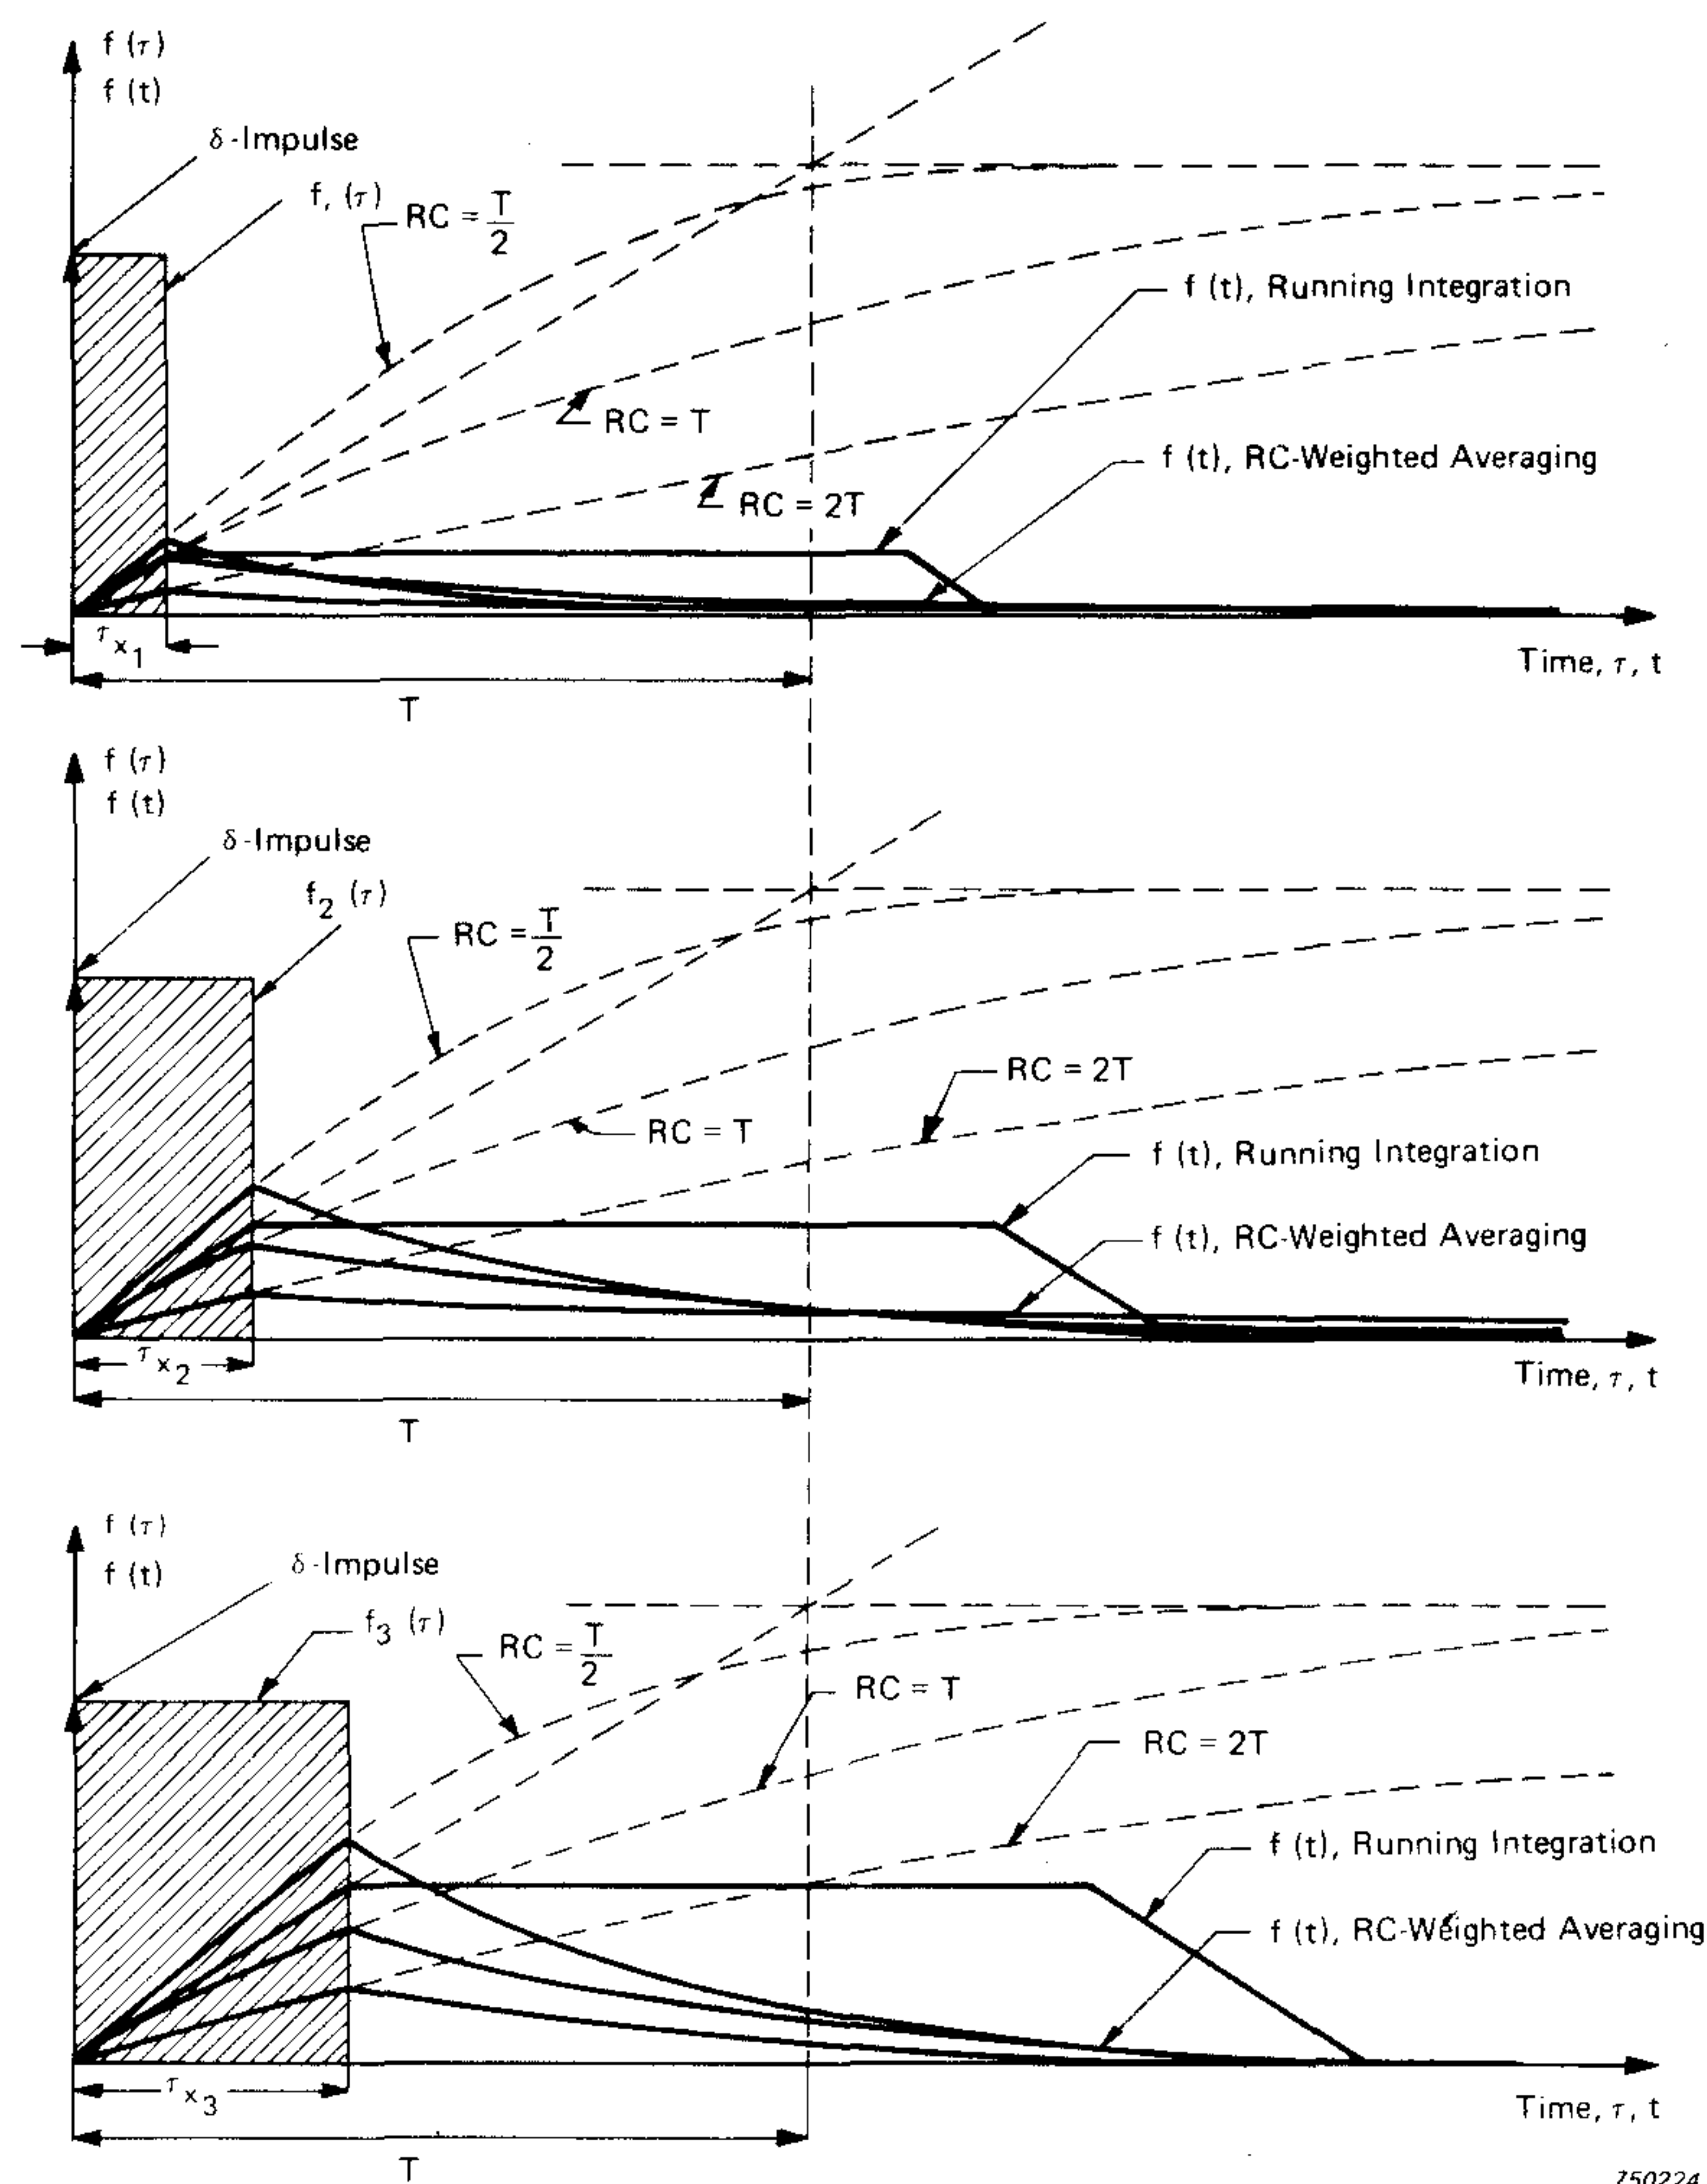 f (τ)
f (t)
δ-Impulse
f, (τ)
RC = T/2
f (t), Running Integration
RC = T
f (t), RC-Weighted Averaging
RC = 2T
τx1
Time, τ, t
T
f (τ)
f (t)
δ-Impulse
f2 (τ)
RC = T/2
RC = 2T
RC = T
f (t), Running Integration
f (t), RC-Weighted Averaging
τx2
Time, τ, t
T
f (τ)
f (t)
δ-Impulse
f3 (τ)
RC = T/2
RC = T
RC = 2T
f (t), Running Integration
f (t), RC-Weighted Averaging
τx3
Time, τ, t
T
750224